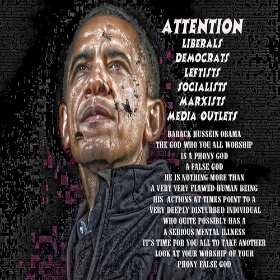 ATTENTION
LIBERALS
DEMOCRATS
LEFTISTS
SOCIALISTS
MARXISTS
MEDIA OUTLETS
BARACK HUSSEIN OBAMA
THE GOD WHO YOU ALL WORSHIP
IS A PHONY GOD
A FALSE GOD
HE IS NOTHING MORE THAN
A VERY VERY FLAWED HUMAN BEING
HIS ACTIONS AT TIMES POINT TO A
VERY DEEPLY DISTURBED INDIVIDUAL
WHO QUITE POSSIBLY HAS A
A SERIOUS MENTAL ILLNESS
IT'S TIME FOR YOU ALL TO TAKE ANOTHER
LOOK AT YOUR WORSHIP OF YOUR
PHONY FALSE GOD